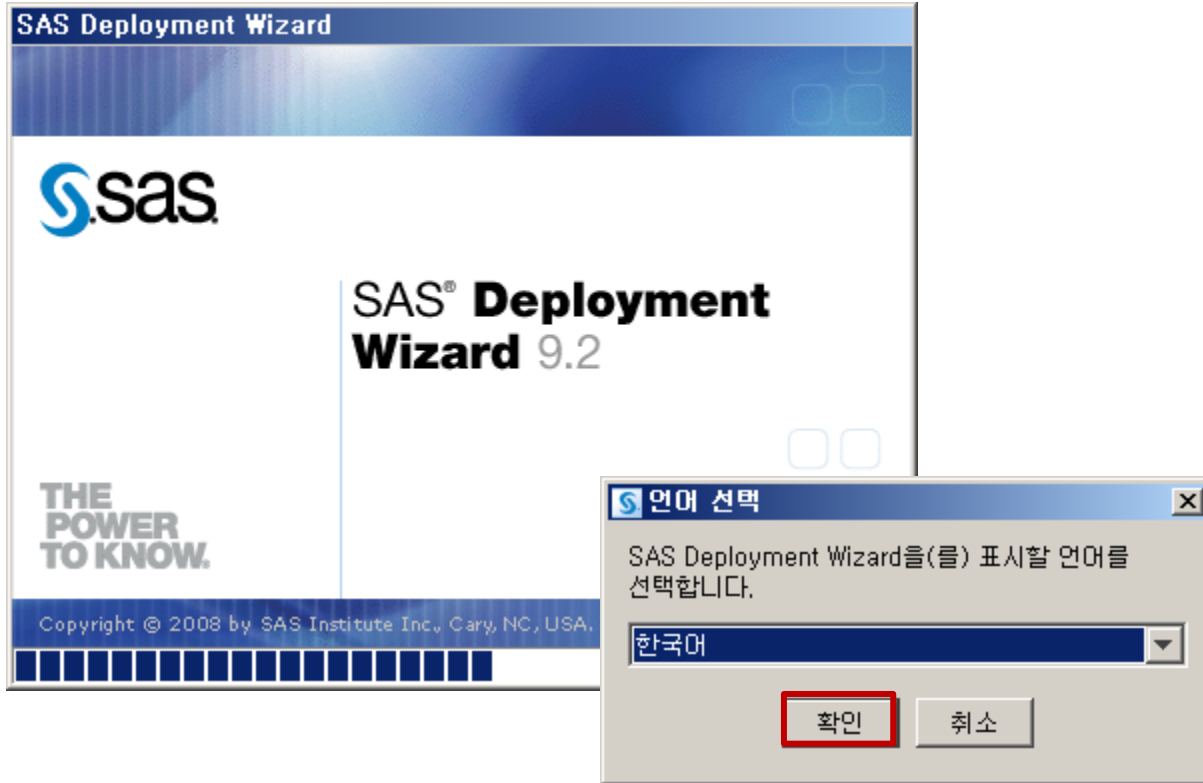 SAS Deployment Wizard
sas
SAS® Deployment
Wizard 9.2
THE
POWER
TO KNOW.
Copyright © 2008 by SAS Institute Inc., Cary, NC, USA.
언어 선택
SAS Deployment Wizard을(를) 표시할 언어를
선택합니다.
한국어
확인 취소